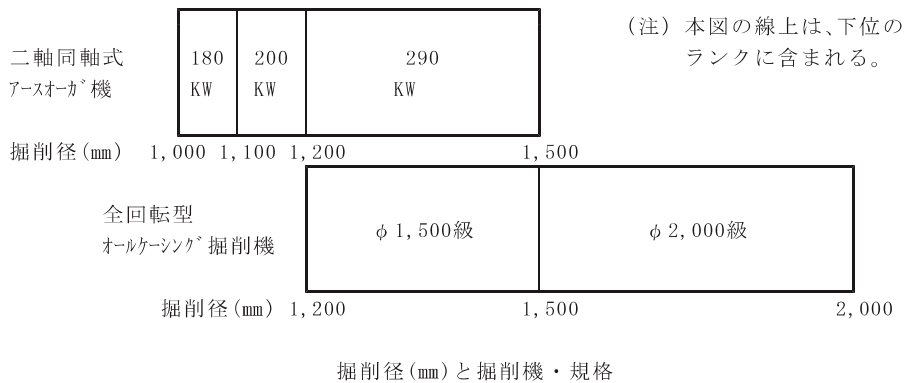 (注) 本図の線上は、下位の
ランクに含まれる。
二軸同軸式
アースオーガ機
180
KW
200
KW
290
KW
掘削径(㎜) 1,000 1,100 1,200 1,500
全回転型
オールケーシング掘削機
φ1,500級
φ2,000級
掘削径(㎜) 1,200 1,500 2,000
掘削径(㎜)と掘削機・規格